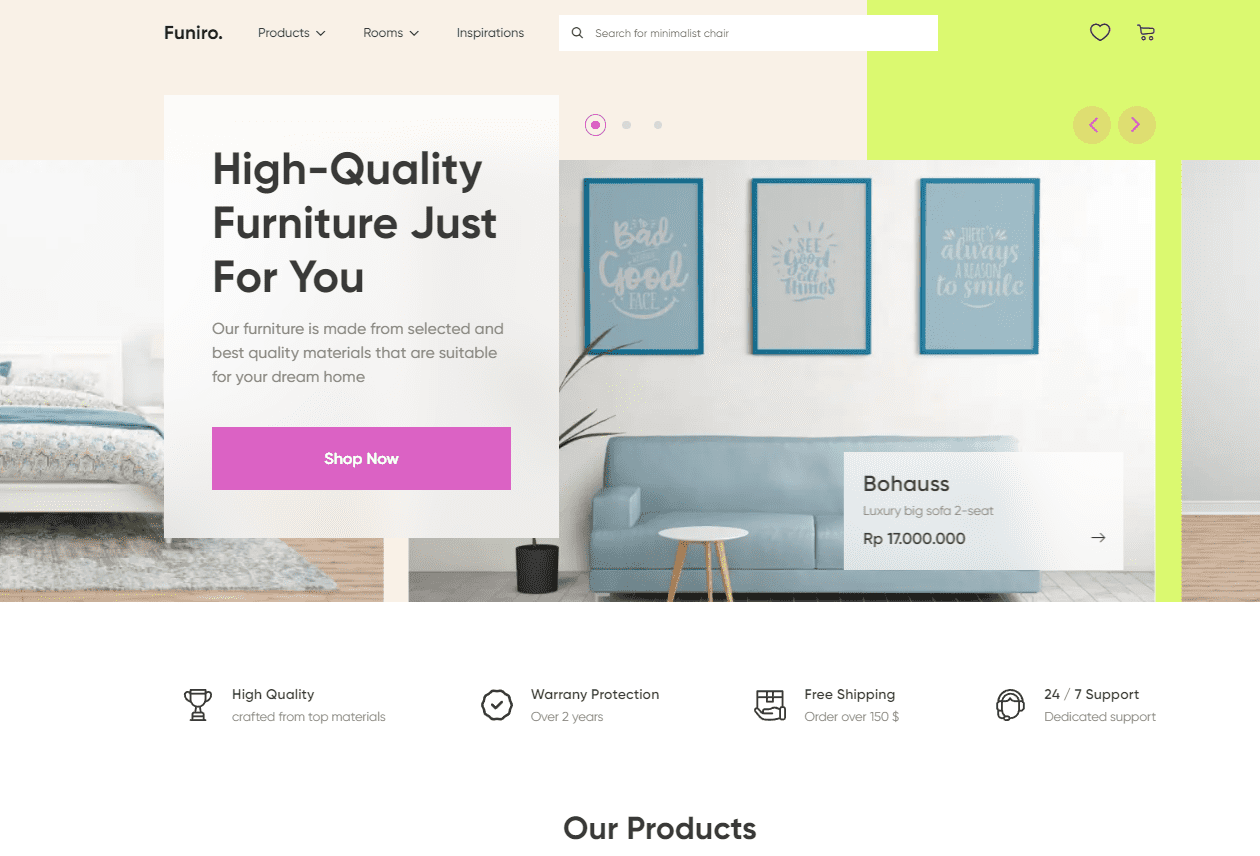 Funiro.
Products
Rooms
Inspirations
Search for minimalist chair
High-Quality
Furniture Just
For You
Our furniture is made from selected and
best quality materials that are suitable
for your dream home
Shop Now
Bad
Good
FACE
SEE
Good
in all
Things
THERE'S
always
A REASON
to smile
Bohauss
Luxury big sofa 2-seat
Rp 17.000.000
High Quality
crafted from top materials
Warrany Protection
Over 2 years
Free Shipping
Order over 150 $
24 / 7 Support
Dedicated support
Our Products